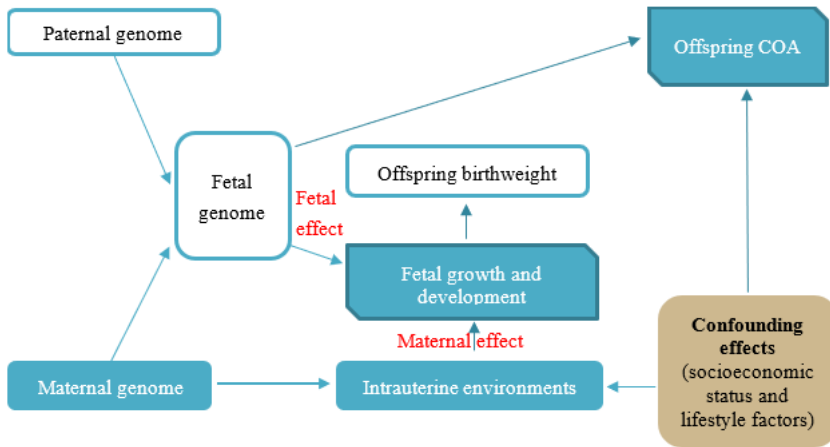 Paternal genome
Offspring COA
Fetal
genome
Offspring birthweight
Fetal
effect
Fetal growth and
development
Maternal effect
Maternal genome
Intrauterine environments
Confounding
effects
(socioeconomic
status and
lifestyle factors)